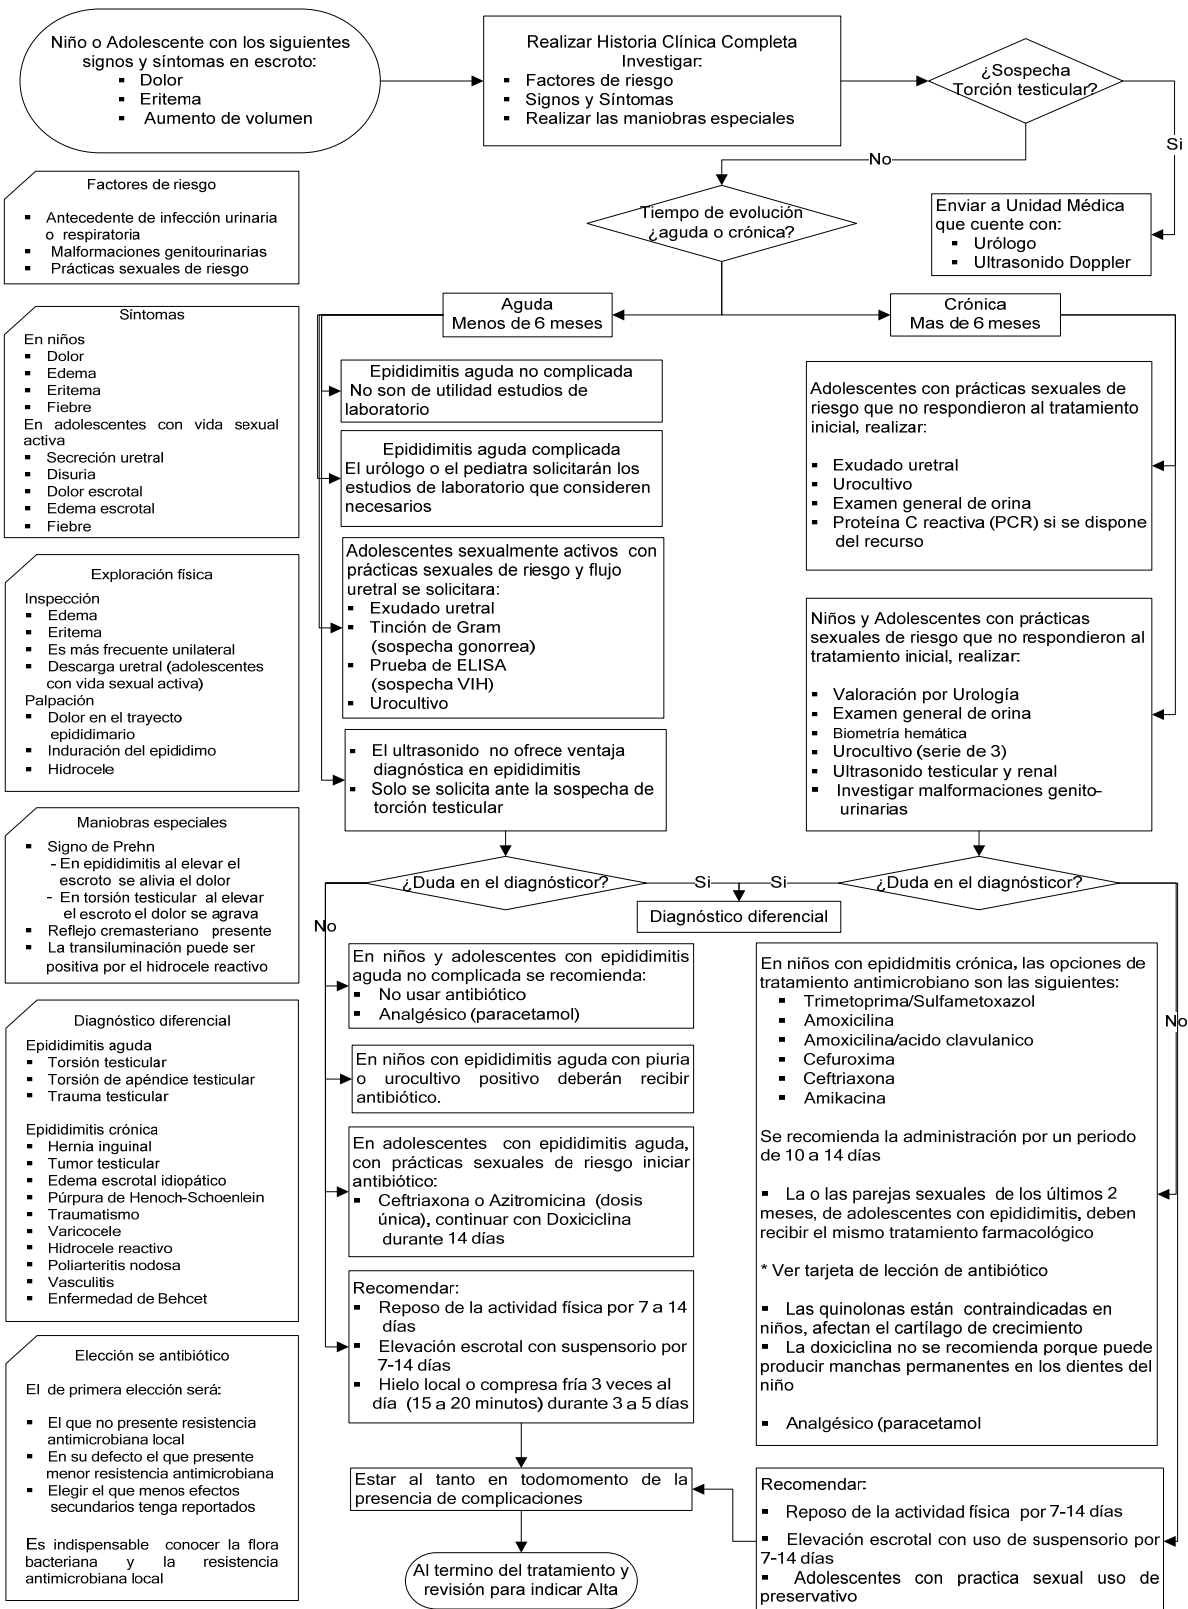 Niño o Adolescente con los siguientes
signos y síntomas en escroto:
▪ Dolor
▪ Eritema
▪ Aumento de volumen
Realizar Historia Clínica Completa
Investigar:
▪ Factores de riesgo
▪ Signos y Síntomas
▪ Realizar las maniobras especiales
¿Sospecha
Torción testicular?
Si
No
Enviar a Unidad Médica
que cuente con:
▪ Urólogo
▪ Ultrasonido Doppler
Tiempo de evolución
¿aguda o crónica?
Aguda
Menos de 6 meses
Crónica
Mas de 6 meses
Factores de riesgo
▪ Antecedente de infección urinaria
o respiratoria
▪ Malformaciones genitourinarias
▪ Prácticas sexuales de riesgo
Síntomas
En niños
▪ Dolor
▪ Edema
▪ Eritema
▪ Fiebre
En adolescentes con vida sexual
activa
▪ Secreción uretral
▪ Disuria
▪ Dolor escrotal
▪ Edema escrotal
▪ Fiebre
Exploración física
Inspección
▪ Edema
▪ Eritema
▪ Es más frecuente unilateral
▪ Descarga uretral (adolescentes
con vida sexual activa)
Palpación
▪ Dolor en el trayecto
epididimario
▪ Induración del epididimo
▪ Hidrocele
Maniobras especiales
▪ Signo de Prehn
- En epididimitis al elevar el
escroto se alivia el dolor
- En torsión testicular al elevar
el escroto el dolor se agrava
▪ Reflejo cremasteriano presente
▪ La transiluminación puede ser
positiva por el hidrocele reactivo
Diagnóstico diferencial
Epididimitis aguda
▪ Torsión testicular
▪ Torsión de apéndice testicular
▪ Trauma testicular
Epididimitis crónica
▪ Hernia inguinal
▪ Tumor testicular
▪ Edema escrotal idiopático
▪ Púrpura de Henoch-Schoenlein
▪ Traumatismo
▪ Varicocele
▪ Hidrocele reactivo
▪ Poliarteritis nodosa
▪ Vasculitis
▪ Enfermedad de Behcet
Elección se antibiótico
El de primera elección será:
▪ El que no presente resistencia
antimicrobiana local
▪ En su defecto el que presente
menor resistencia antimicrobiana
▪ Elegir el que menos efectos
secundarios tenga reportados
Es indispensable conocer la flora
bacteriana y la resistencia
antimicrobiana local
Epididimitis aguda no complicada
No son de utilidad estudios de
laboratorio
Epididimitis aguda complicada
El urólogo o el pediatra solicitarán los
estudios de laboratorio que consideren
necesarios
Adolescentes sexualmente activos con
prácticas sexuales de riesgo y flujo
uretral se solicitara:
▪ Exudado uretral
▪ Tinción de Gram
(sospecha gonorrea)
▪ Prueba de ELISA
(sospecha VIH)
▪ Urocultivo
▪ El ultrasonido no ofrece ventaja
diagnóstica en epididimitis
▪ Solo se solicita ante la sospecha de
torción testicular
Adolescentes con prácticas sexuales de
riesgo que no respondieron al tratamiento
inicial, realizar:
▪ Exudado uretral
▪ Urocultivo
▪ Examen general de orina
▪ Proteína C reactiva (PCR) si se dispone
del recurso
Niños y Adolescentes con prácticas
sexuales de riesgo que no respondieron al
tratamiento inicial, realizar:
▪ Valoración por Urología
▪ Examen general de orina
▪ Biometría hemática
▪ Urocultivo (serie de 3)
▪ Ultrasonido testicular y renal
▪ Investigar malformaciones genito-
urinarias
¿Duda en el diagnósticor?
Si
Si
¿Duda en el diagnósticor?
Diagnóstico diferencial
No
No
En niños y adolescentes con epididimitis
aguda no complicada se recomienda:
▪ No usar antibiótico
▪ Analgésico (paracetamol)
En niños con epididimitis aguda con piuria
o urocultivo positivo deberán recibir
antibiótico.
En adolescentes con epididimitis aguda,
con prácticas sexuales de riesgo iniciar
antibiótico:
▪ Ceftriaxona o Azitromicina (dosis
única), continuar con Doxiciclina
durante 14 días
Recomendar:
▪ Reposo de la actividad física por 7 a 14
días
▪ Elevación escrotal con suspensorio por
7-14 días
▪ Hielo local o compresa fría 3 veces al
día (15 a 20 minutos) durante 3 a 5 días
En niños con epididmitis crónica, las opciones de
tratamiento antimicrobiano son las siguientes:
▪ Trimetoprima/Sulfametoxazol
▪ Amoxicilina
▪ Amoxicilina/acido clavulanico
▪ Cefuroxima
▪ Ceftriaxona
▪ Amikacina
Se recomienda la administración por un periodo
de 10 a 14 días
▪ La o las parejas sexuales de los últimos 2
meses, de adolescentes con epididimitis, deben
recibir el mismo tratamiento farmacológico
* Ver tarjeta de lección de antibiótico
▪ Las quinolonas están contraindicadas en
niños, afectan el cartílago de crecimiento
▪ La doxiciclina no se recomienda porque puede
producir manchas permanentes en los dientes del
niño
▪ Analgésico (paracetamol
Estar al tanto en todomomento de la
presencia de complicaciones
Recomendar:
▪ Reposo de la actividad física por 7-14 días
▪ Elevación escrotal con uso de suspensorio por
7-14 días
▪ Adolescentes con practica sexual uso de
preservativo
Al termino del tratamiento y
revisión para indicar Alta